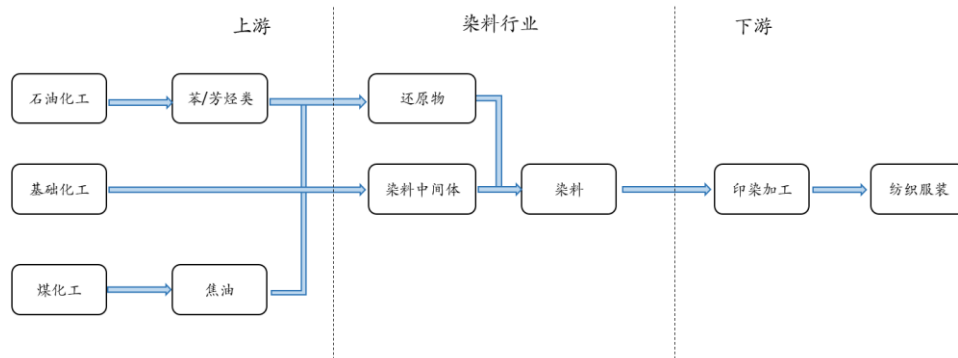 上游
染料行业
下游
石油化工
苯/芳烃类
还原物
基础化工
染料中间体
染料
印染加工
纺织服装
煤化工
焦油